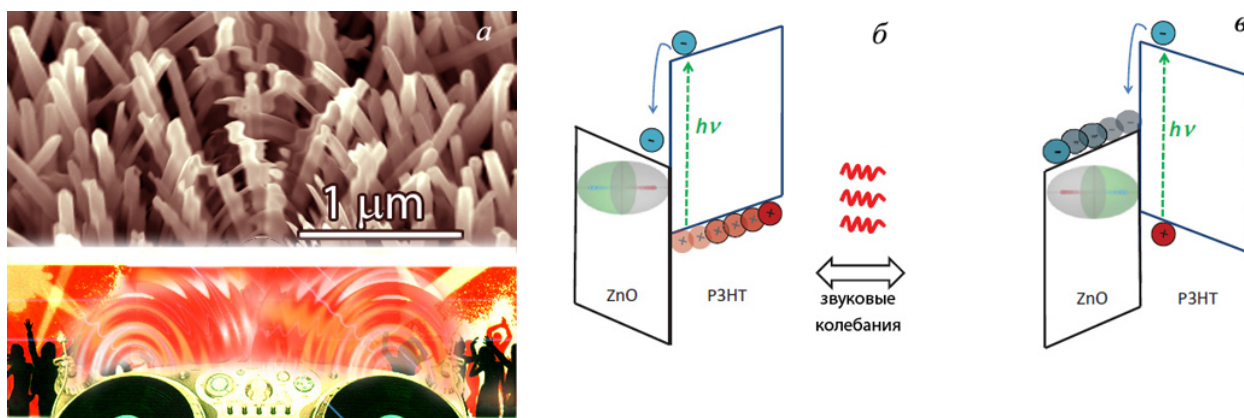 а
1 µm
б
hν
ZnO
P3HT
звуковые
колебания
в
hν
ZnO
P3HT